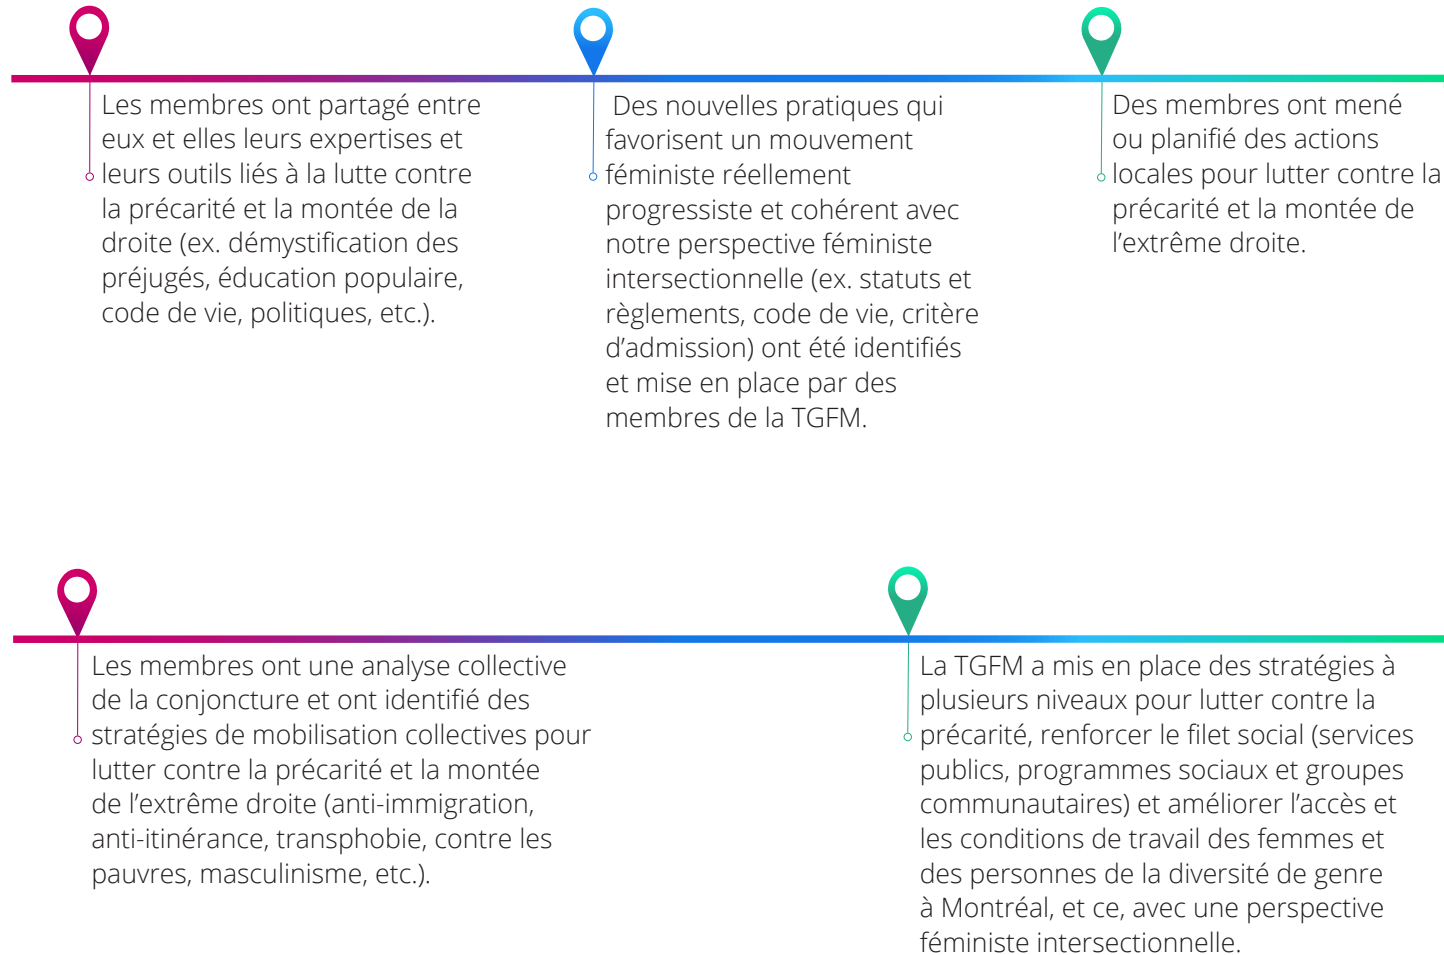 Les membres ont partagé entre
eux et elles leurs expertises et
leurs outils liés à la lutte contre
la précarité et la montée de la
droite (ex. démystification des
préjugés, éducation populaire,
code de vie, politiques, etc.).
Des nouvelles pratiques qui
favorisent un mouvement
féministe réellement
progressiste et cohérent avec
notre perspective féministe
intersectionnelle (ex. statuts et
règlements, code de vie, critère
d’admission) ont été identifiés
et mise en place par des
membres de la TGFM.
Des membres ont mené
ou planifié des actions
locales pour lutter contre la
précarité et la montée de
l’extrême droite.
Les membres ont une analyse collective
de la conjoncture et ont identifié des
stratégies de mobilisation collectives pour
lutter contre la précarité et la montée
de l’extrême droite (anti-immigration,
anti-itinérance, transphobie, contre les
pauvres, masculinisme, etc.).
La TGFM a mis en place des stratégies à
plusieurs niveaux pour lutter contre la
précarité, renforcer le filet social (services
publics, programmes sociaux et groupes
communautaires) et améliorer l’accès et
les conditions de travail des femmes et
des personnes de la diversité de genre
à Montréal, et ce, avec une perspective
féministe intersectionnelle.